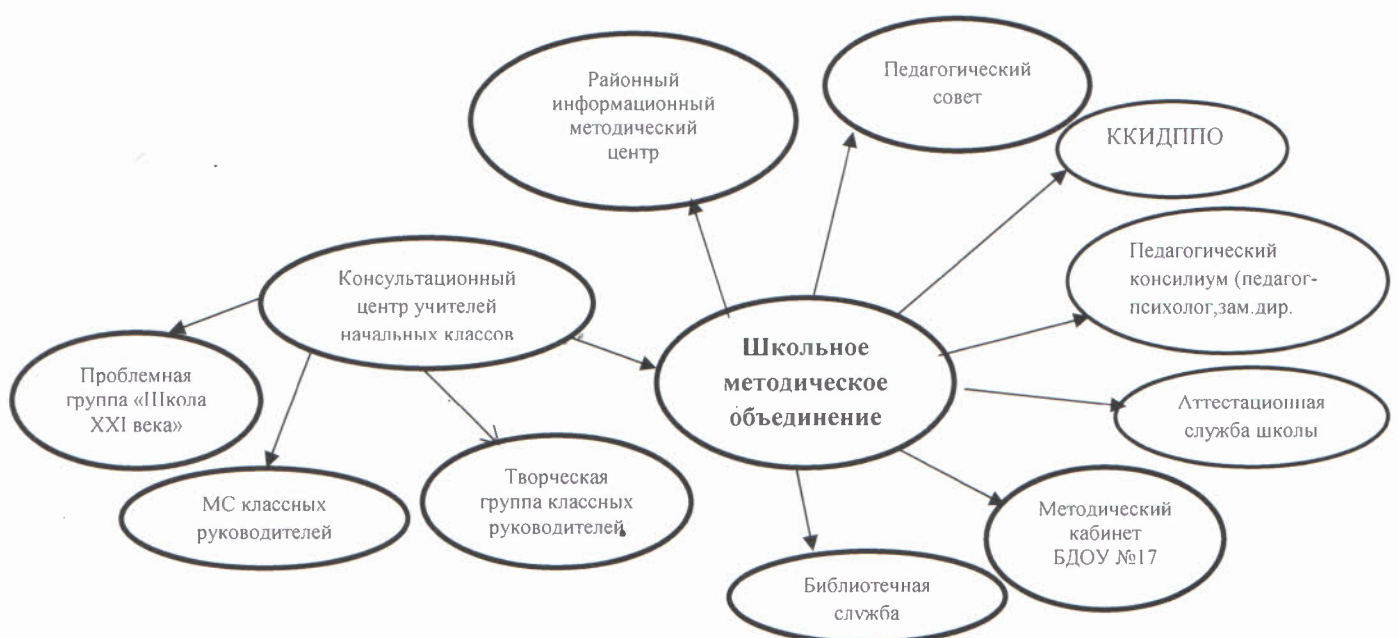 Районный
информационный
методический
центр
Педагогический
совет
ККИДППО
Педагогический
консилиум (педагог-
психолог,зам.дир.
Консультационный
центр учителей
начальных классов
Школьное
методическое
объединение
Проблемная
группа «Школа
XXI века»
Аттестационная
служба школы
МС классных
руководителей
Творческая
группа классных
руководителей
Методический
кабинет
БДОУ №17
Библиотечная
служба